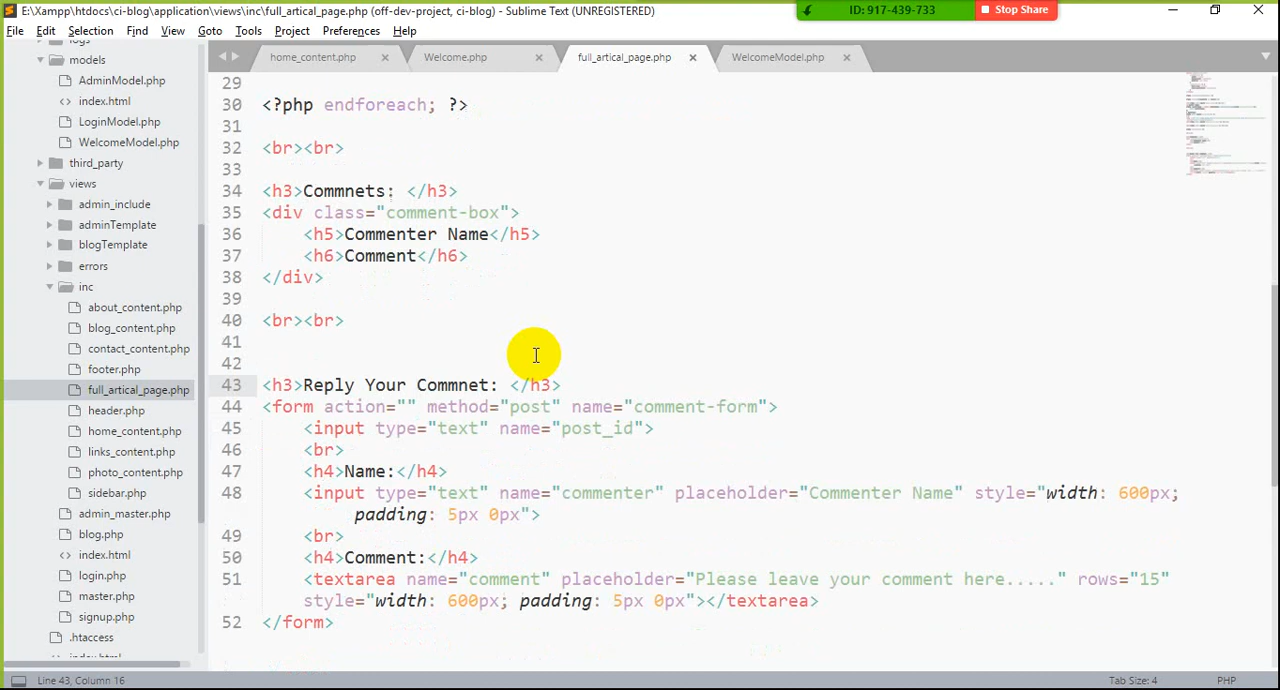 E:\Xampp\htdocs\ci-blog\application\views\inc\full_artical_page.php (off-dev-project, ci-blog) - Sublime Text (UNREGISTERED)
ID: 917-439-733
Stop Share
File Edit Selection Find View Goto Tools Project Preferences Help
home_content.php
Welcome.php
full_artical_page.php
WelcomeModel.php
logs
models
AdminModel.php
index.html
LoginModel.php
WelcomeModel.php
third_party
views
admin_include
adminTemplate
blogTemplate
errors
inc
about_content.php
blog_content.php
contact_content.php
footer.php
full_artical_page.php
header.php
home_content.php
links_content.php
photo_content.php
sidebar.php
admin_master.php
blog.php
index.html
login.php
master.php
signup.php
.htaccess
index.html
29
30 <?php endforeach; ?>
31
32 <br><br>
33
34 <h3>Commnets: </h3>
35 <div class="comment-box">
36 <h5>Commenter Name</h5>
37 <h6>Comment</h6>
38 </div>
39
40 <br><br>
41
42
43 <h3>Reply Your Commnet: </h3>
44 <form action="" method="post" name="comment-form">
45 <input type="text" name="post_id">
46 <br>
47 <h4>Name:</h4>
48 <input type="text" name="commenter" placeholder="Commenter Name" style="width: 600px;
padding: 5px 0px">
49 <br>
50 <h4>Comment:</h4>
51 <textarea name="comment" placeholder="Please leave your comment here....." rows="15"
style="width: 600px; padding: 5px 0px"></textarea>
52 </form>
Line 43, Column 16
Tab Size: 4
PHP